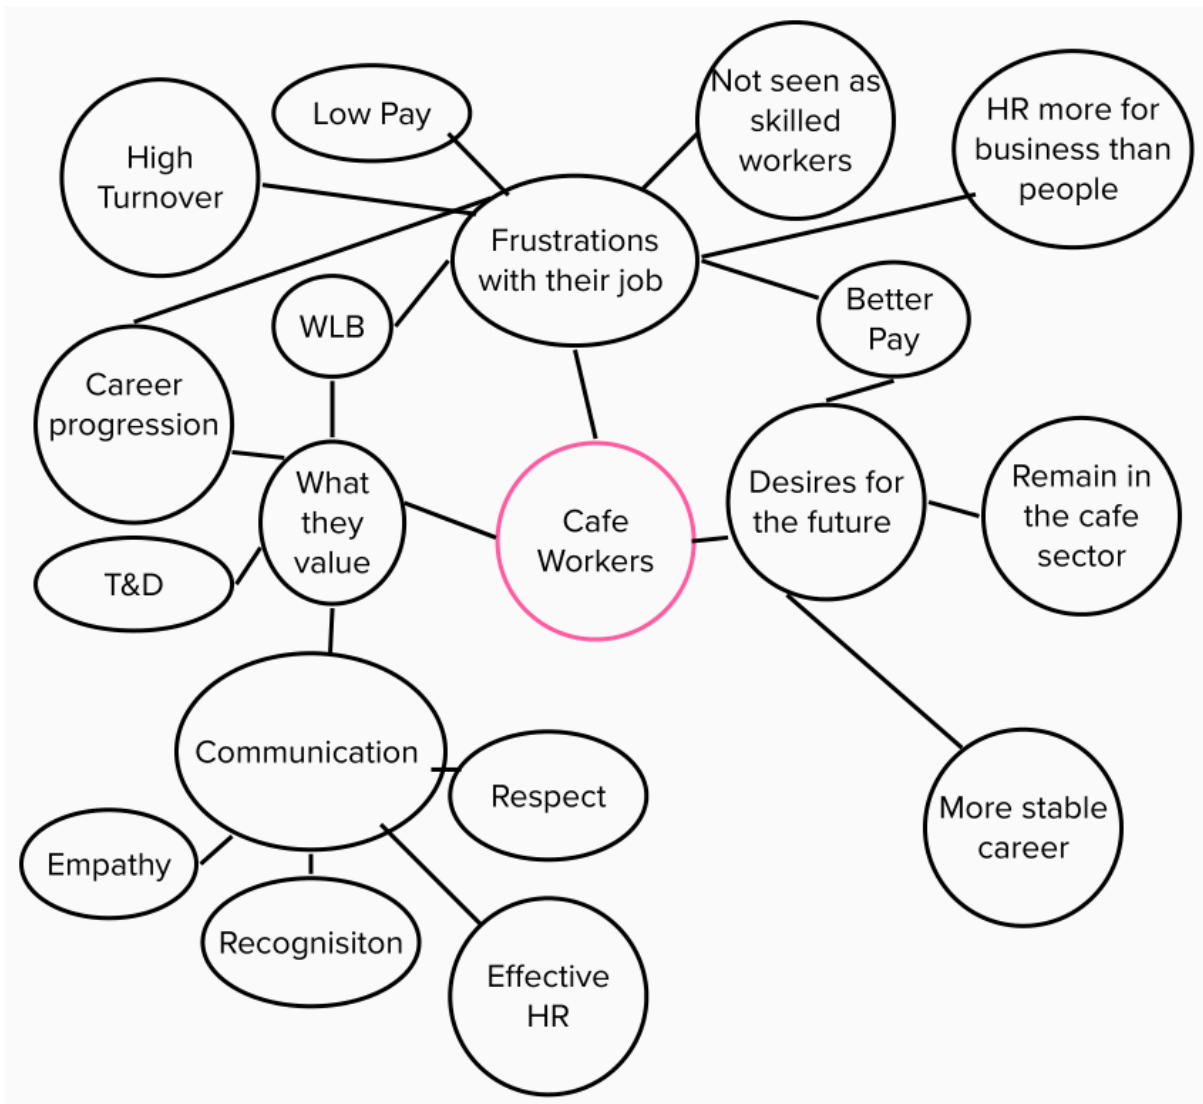 Not seen as
skilled
workers
Low Pay
HR more for
business than
people
High
Turnover
Frustrations
with their job
Better
Pay
WLB
Career
progression
What
they
value
Cafe
Workers
Desires for
the future
Remain in
the cafe
sector
T&D
Communication
Respect
More stable
career
Empathy
Recognisiton
Effective
HR